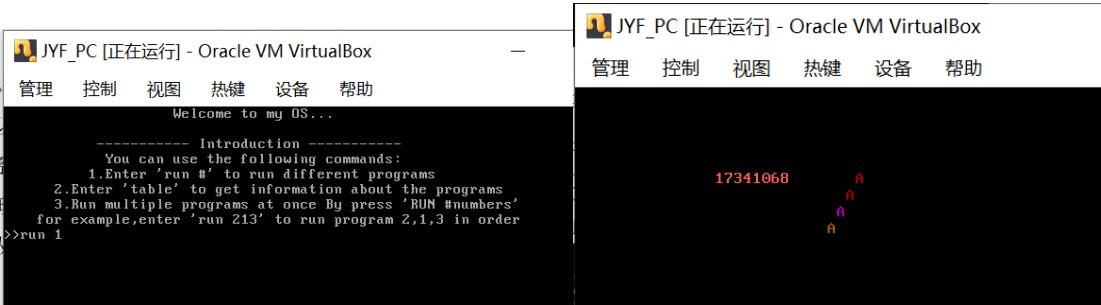 JYF_PC [正在运行] - Oracle VM VirtualBox
管理 控制 视图 热键 设备 帮助
Welcome to my OS...
----------- Introduction -----------
You can use the following commands:
1.Enter 'run #' to run different programs
2.Enter 'table' to get information about the programs
3.Run multiple programs at once By press 'RUN #numbers'
for example,enter 'run 213' to run program 2,1,3 in order
>>run 1
JYF_PC [正在运行] - Oracle VM VirtualBox
管理 控制 视图 热键 设备 帮助
17341068 A
A
A
A